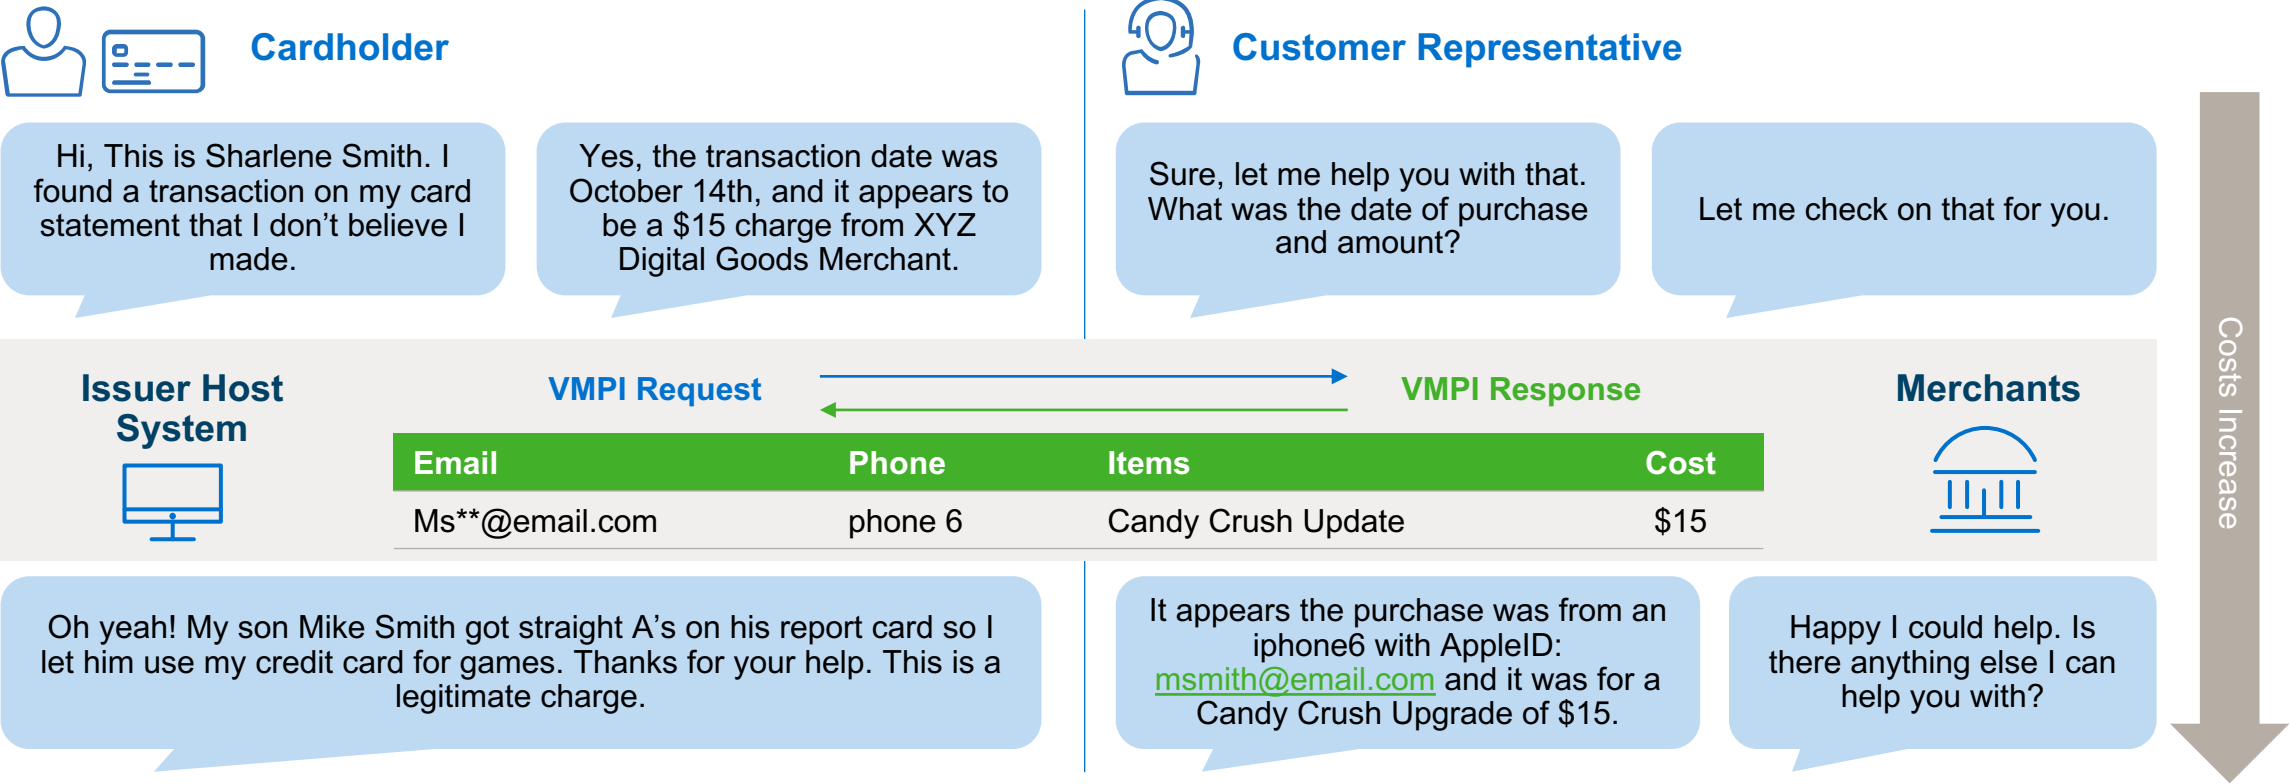 Cardholder
Customer Representative
Hi, This is Sharlene Smith. I
found a transaction on my card
statement that I don’t believe I
made.
Yes, the transaction date was
October 14th, and it appears to
be a $15 charge from XYZ
Digital Goods Merchant.
Sure, let me help you with that.
What was the date of purchase
and amount?
Let me check on that for you.
Costs Increase
Issuer Host
System
VMPI Request
VMPI Response
Merchants
Email Phone Items Cost
Ms**@email.com phone 6 Candy Crush Update $15
Oh yeah! My son Mike Smith got straight A’s on his report card so I
let him use my credit card for games. Thanks for your help. This is a
legitimate charge.
It appears the purchase was from an
iphone6 with AppleID:
msmith@email.com and it was for a
Candy Crush Upgrade of $15.
Happy I could help. Is
there anything else I can
help you with?